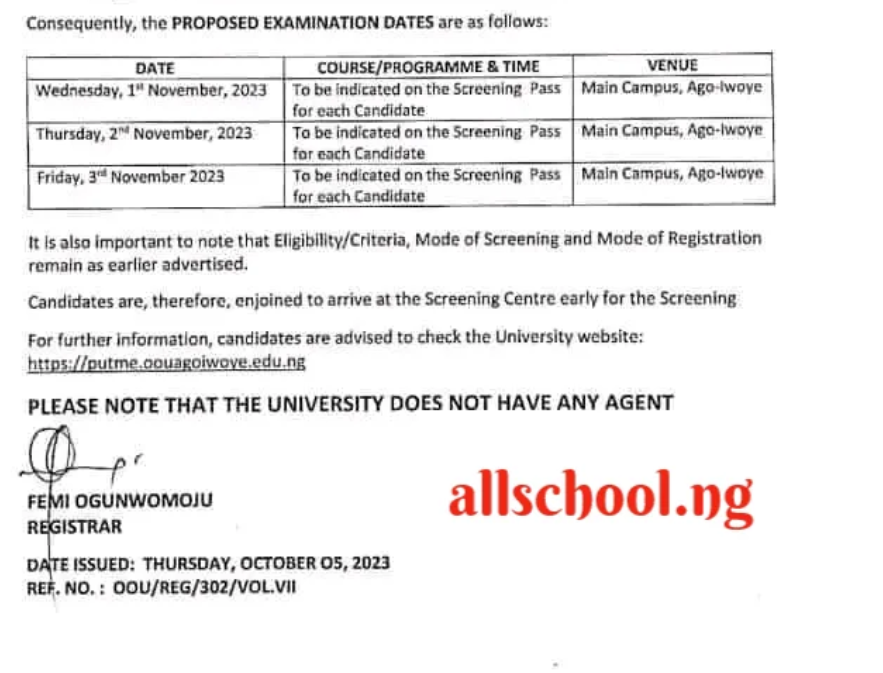 Consequently, the PROPOSED EXAMINATION DATES are as follows:
DATE COURSE/PROGRAMME & TIME VENUE
Wednesday, 1st November, 2023 To be indicated on the Screening Pass Main Campus, Ago-Iwoye
for each Candidate
Thursday, 2nd November, 2023 To be indicated on the Screening Pass Main Campus, Ago-Iwoye
for each Candidate
Friday, 3rd November 2023 To be indicated on the Screening Pass Main Campus, Ago-Iwoye
for each Candidate
It is also important to note that Eligibility/Criteria, Mode of Screening and Mode of Registration
remain as earlier advertised.
Candidates are, therefore, enjoined to arrive at the Screening Centre early for the Screening
For further information, candidates are advised to check the University website:
https://putme.oouagoiwoye.edu.ng
PLEASE NOTE THAT THE UNIVERSITY DOES NOT HAVE ANY AGENT
FEMI OGUNWOMOJU
REGISTRAR
allschool.ng
DATE ISSUED: THURSDAY, OCTOBER 05, 2023
REF. NO. : OOU/REG/302/VOL.VII